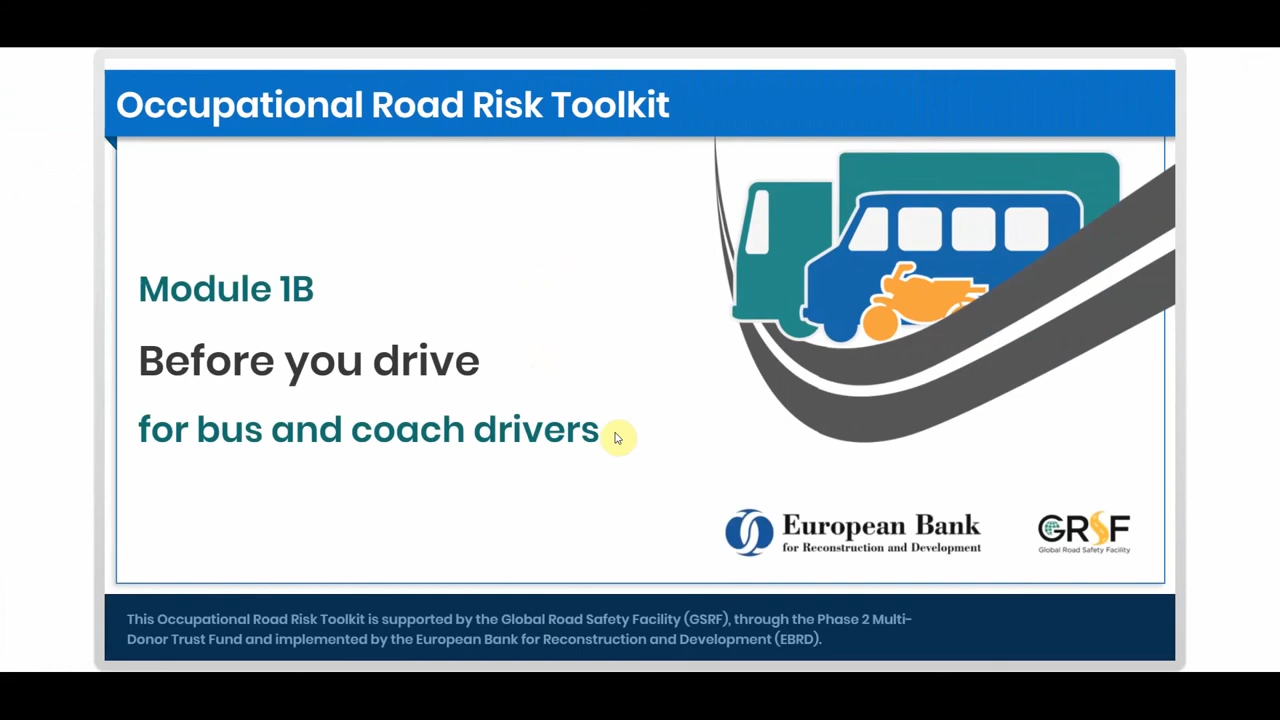 Occupational Road Risk Toolkit
Module 1B
Before you drive
for bus and coach drivers
European Bank
for Reconstruction and Development
GRSF
Global Road Safety Facility
This Occupational Road Risk Toolkit is supported by the Global Road Safety Facility (GSRF), through the Phase 2 Multi-
Donor Trust Fund and implemented by the European Bank for Reconstruction and Development (EBRD).